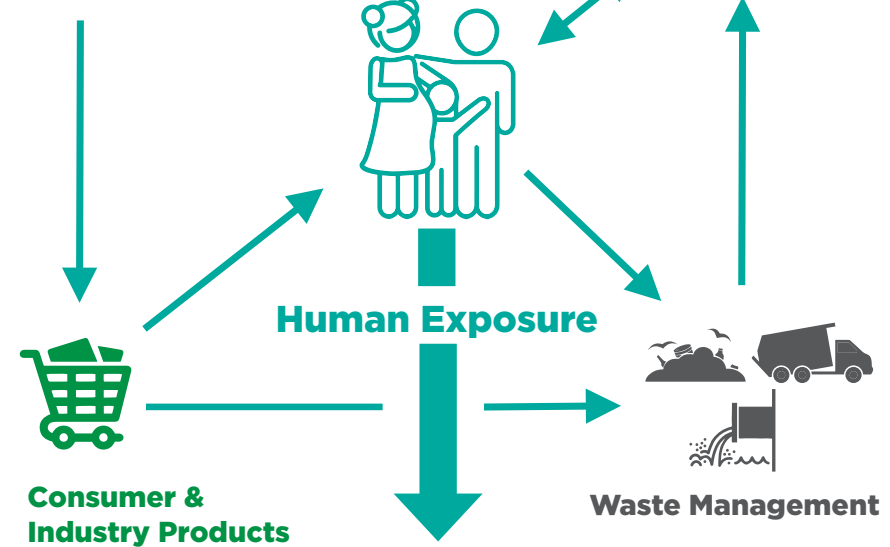 Human Exposure
Consumer &
Industry Products
Waste Management